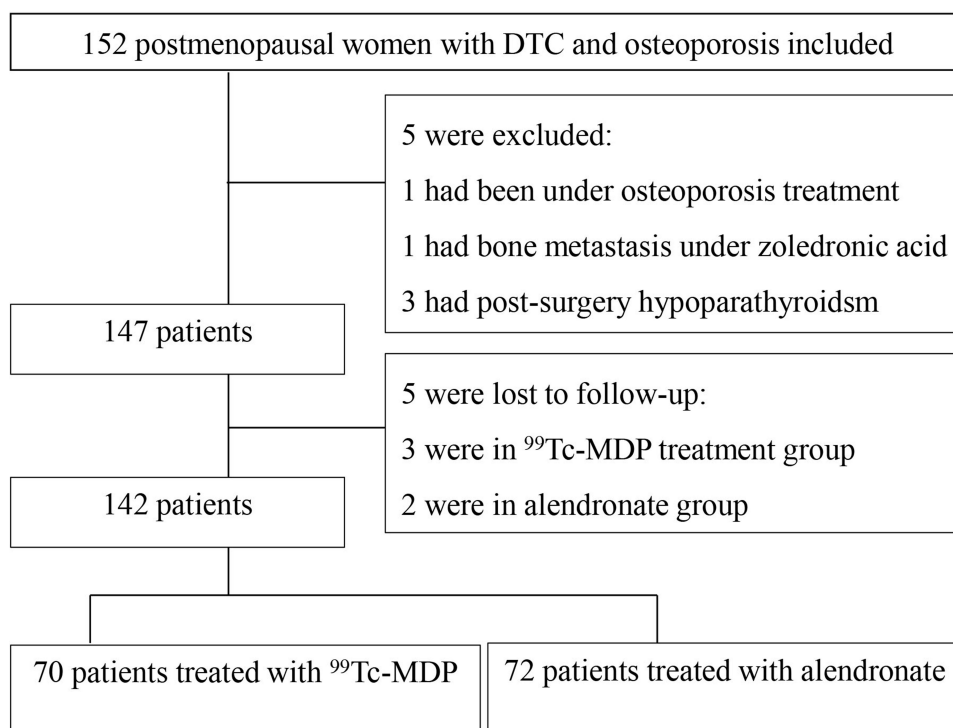 152 postmenopausal women with DTC and osteoporosis included
5 were excluded:
1 had been under osteoporosis treatment
1 had bone metastasis under zoledronic acid
3 had post-surgery hypoparathyroidsm
147 patients
5 were lost to follow-up:
3 were in ⁹⁹Tc-MDP treatment group
2 were in alendronate group
142 patients
70 patients treated with ⁹⁹Tc-MDP
72 patients treated with alendronate